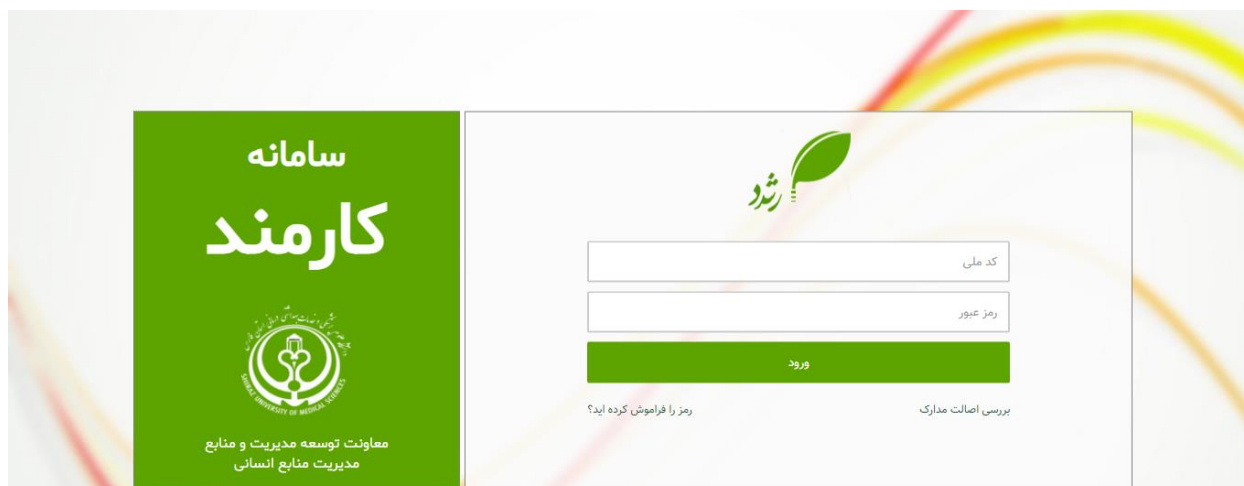 سامانه
کارمند
SHIRAZ UNIVERSITY OF MEDICAL SCIENCES
معاونت توسعه مدیریت و منابع
مدیریت منابع انسانی
رشد
کد ملی
رمز عبور
ورود
بررسی اصالت مدارک
رمز را فراموش کرده اید؟